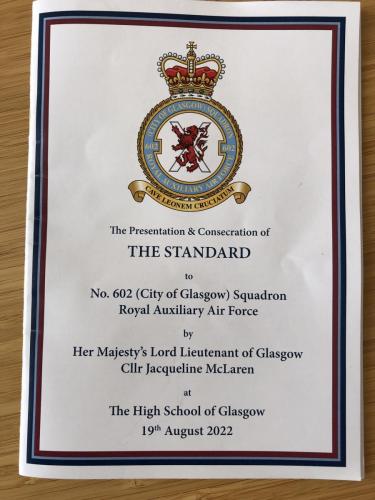 CITY OF GLASGOW) SQUADRON
602
602
ROYAL AUXILIARY AIR FORCE
CAVE LEONEM CRUCIATUM
The Presentation & Consecration of
THE STANDARD
to
No. 602 (City of Glasgow) Squadron
Royal Auxiliary Air Force
by
Her Majesty's Lord Lieutenant of Glasgow
Cllr Jacqueline McLaren
at
The High School of Glasgow
19th August 2022